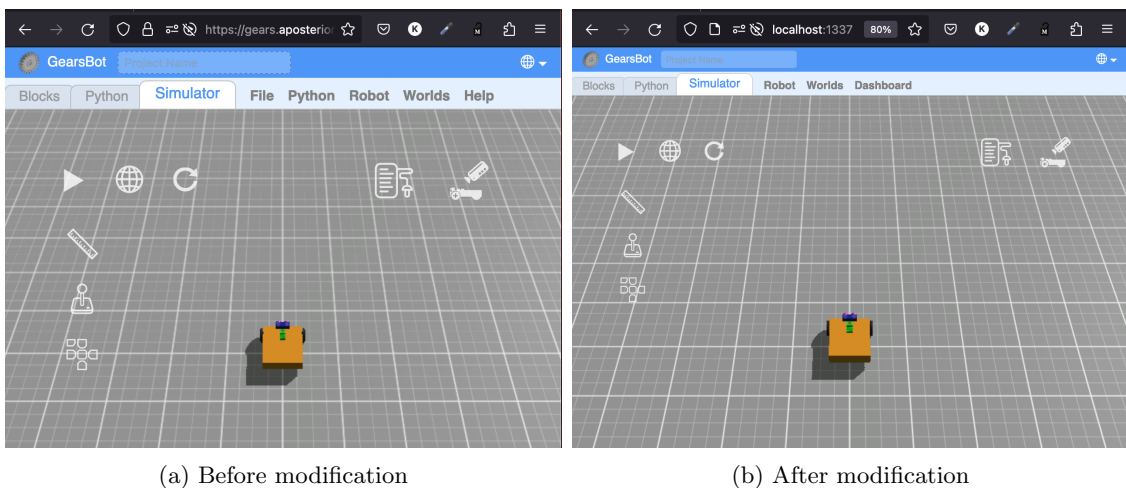 https://gears.aposterior
K
M
GearsBot Project Name
Blocks Python Simulator File Python Robot Worlds Help
(a) Before modification
localhost:1337 80%
K
M
GearsBot Project Name
Blocks Python Simulator Robot Worlds Dashboard
(b) After modification